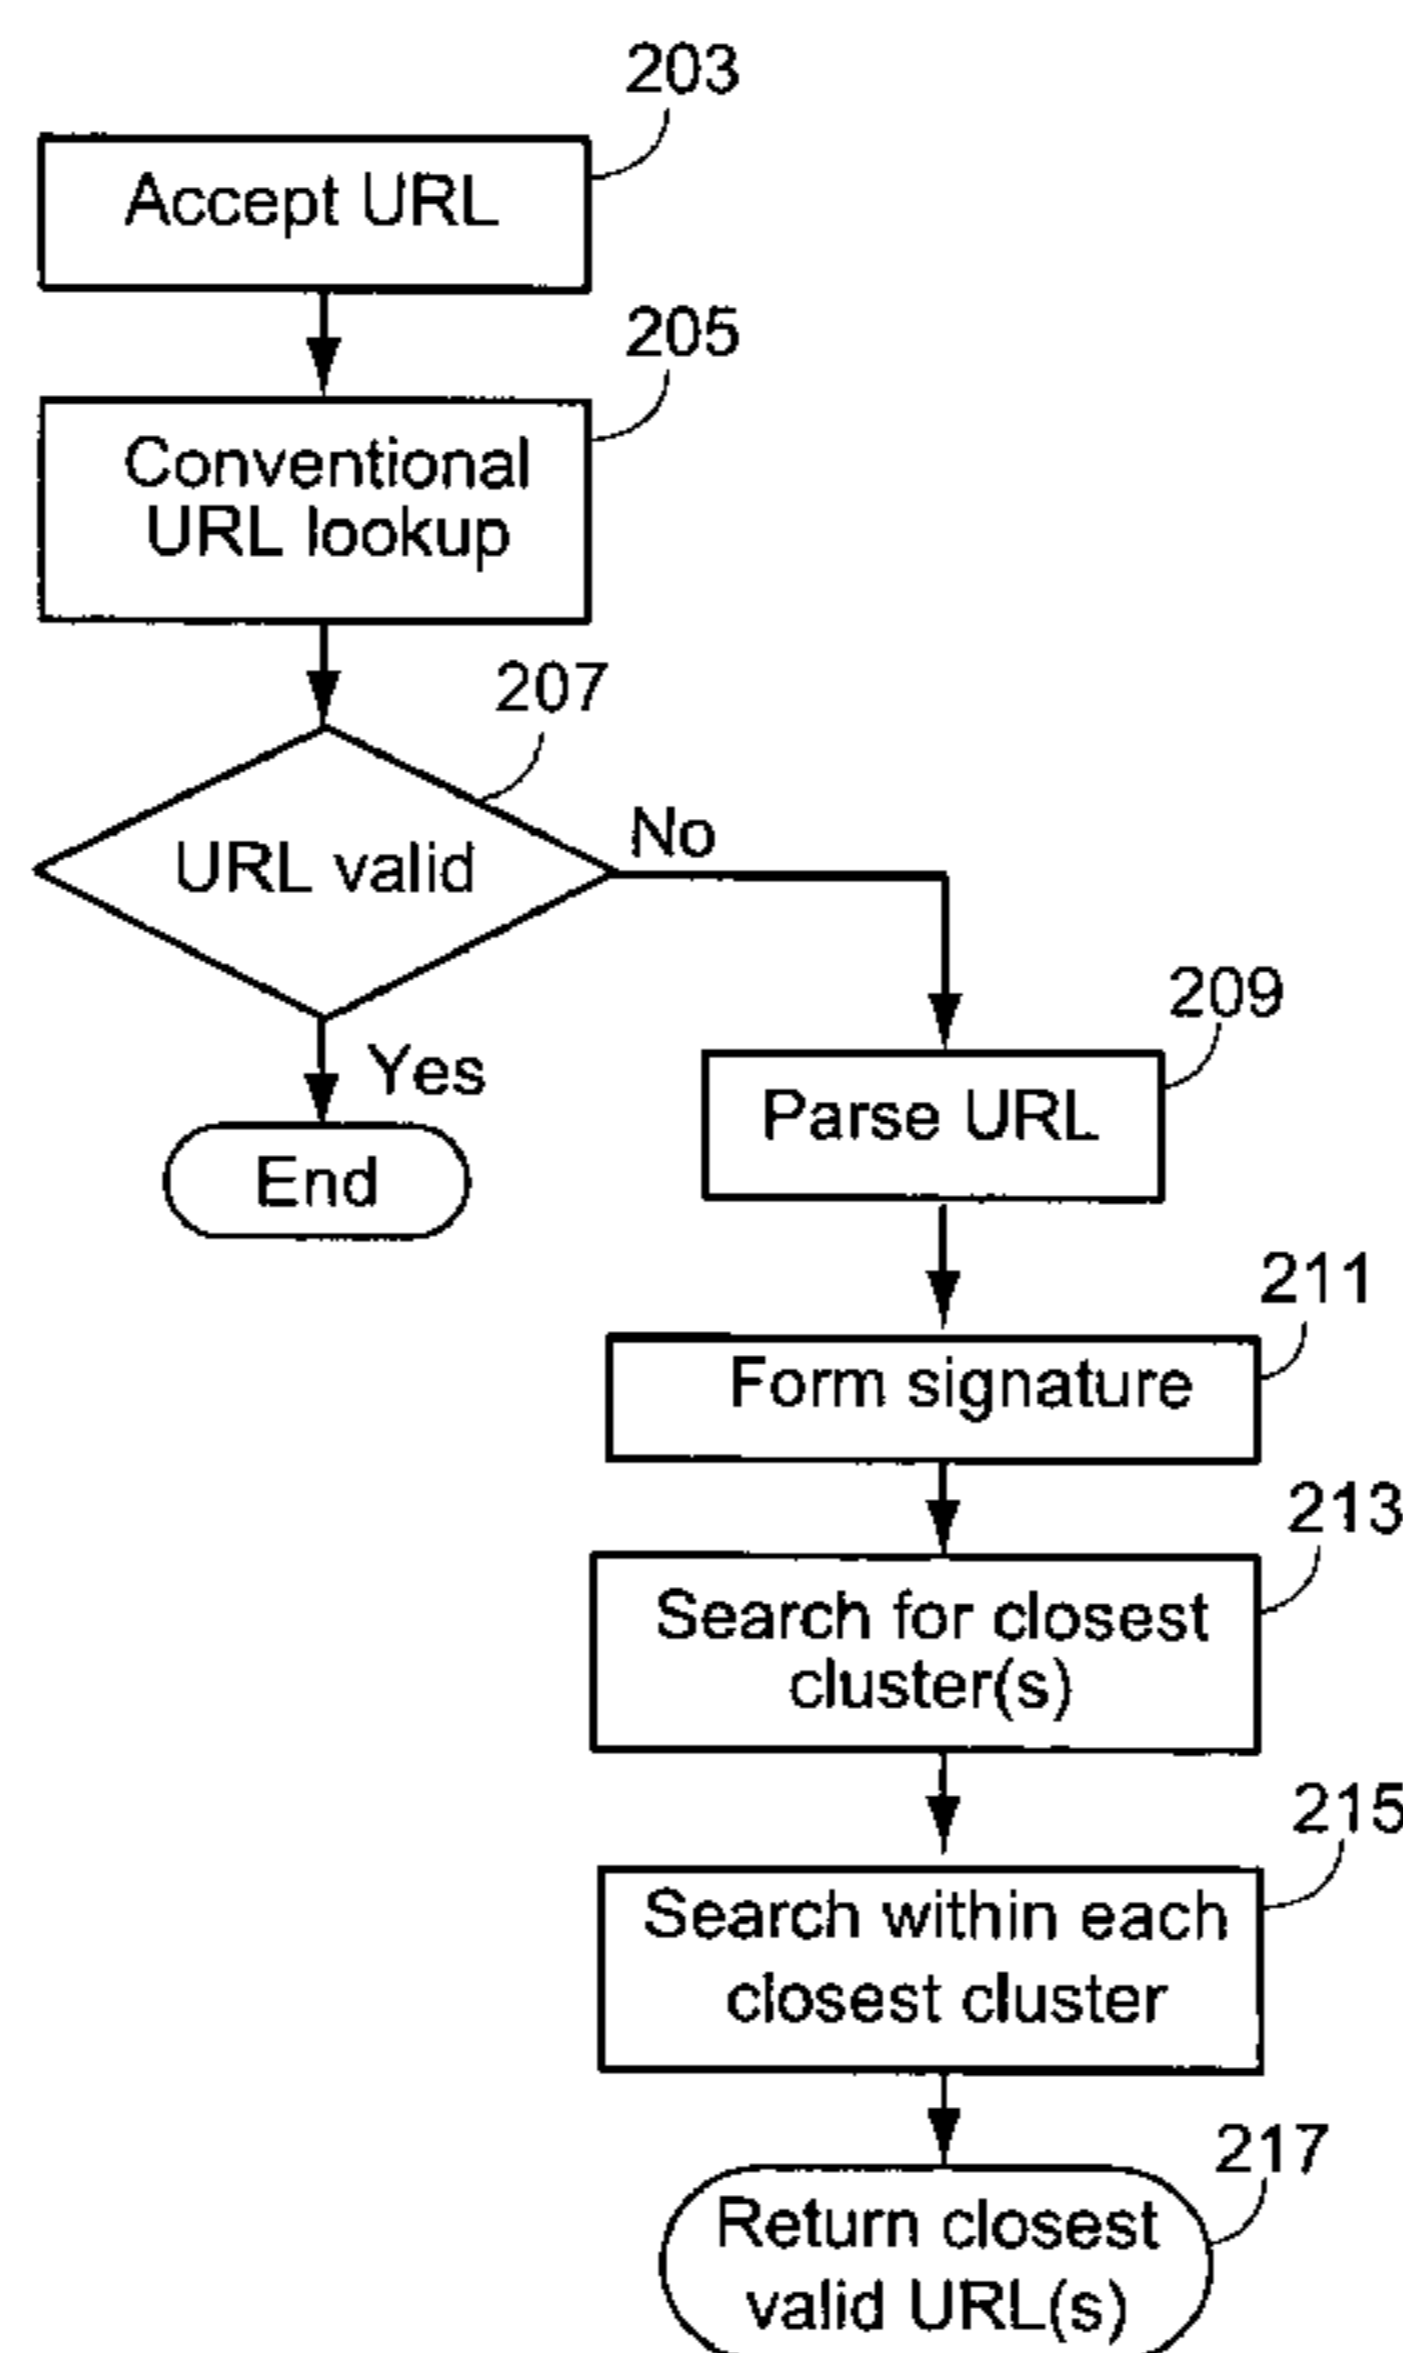 203
Accept URL
205
Conventional
URL lookup
207
URL valid
No
Yes
End
209
Parse URL
211
Form signature
213
Search for closest
cluster(s)
215
Search within each
closest cluster
217
Return closest
valid URL(s)